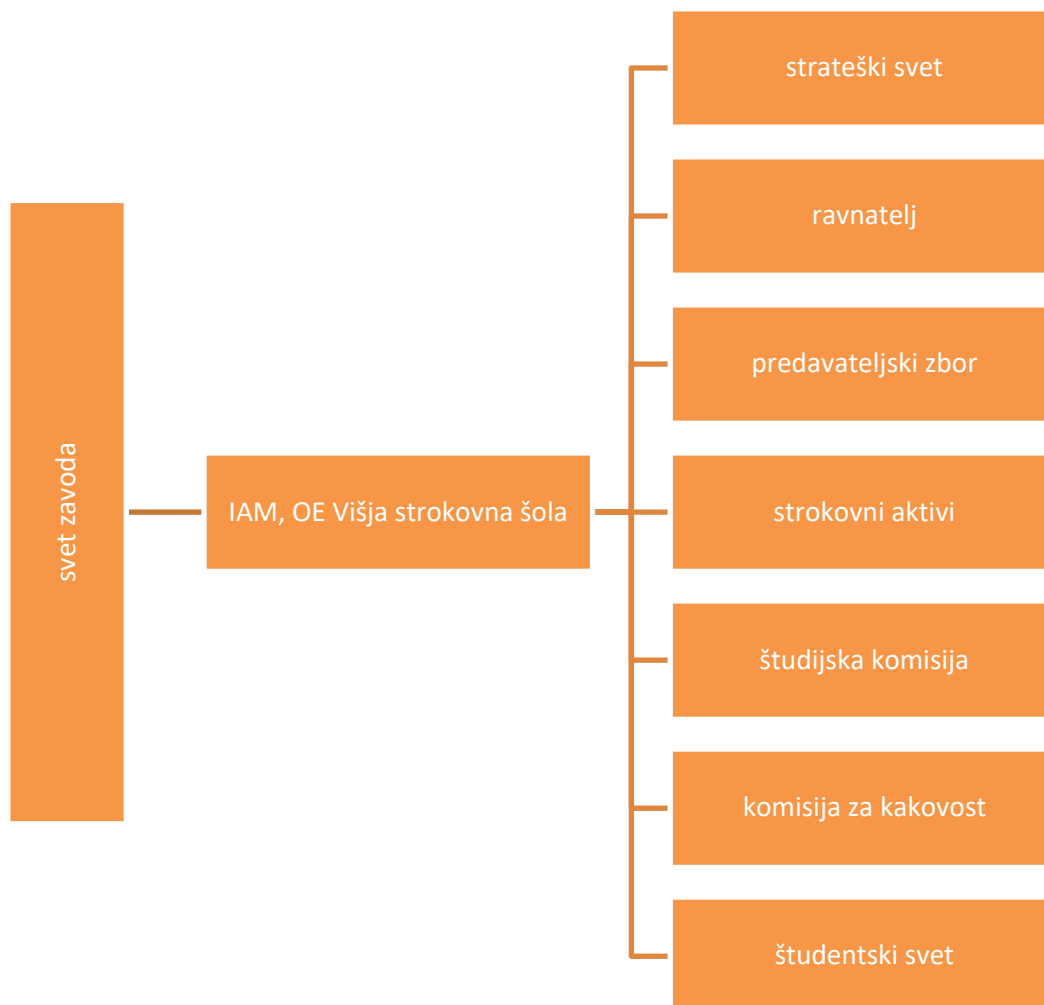 svet zavoda
IAM, OE Višja strokovna šola
strateški svet
ravnatelj
predavateljski zbor
strokovni aktivi
študijska komisija
komisija za kakovost
študentski svet